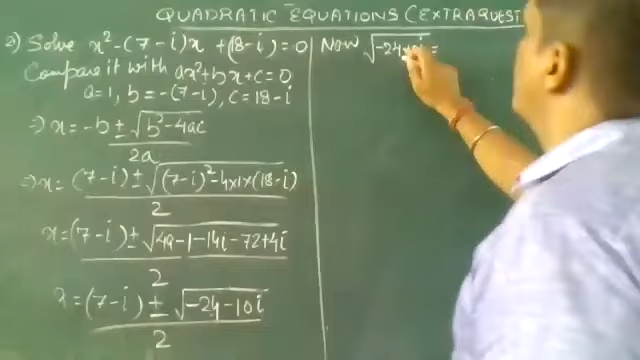 QUADRATIC EQUATIONS (EXTRA QUEST
2) Solve x²-(7-i)x+(18-i)=0
Compare it with ax²+bx+c=0
a=1, b=-(7-i), c=18-i
⇒ x = -b ± √b²-4ac
2a
⇒ x = (7-i) ± √(7-i)²-4×1×(18-i)
2
x = (7-i) ± √49-1-14i-72+4i
2
x = (7-i) ± √-24-10i
2
Now √-24 i =